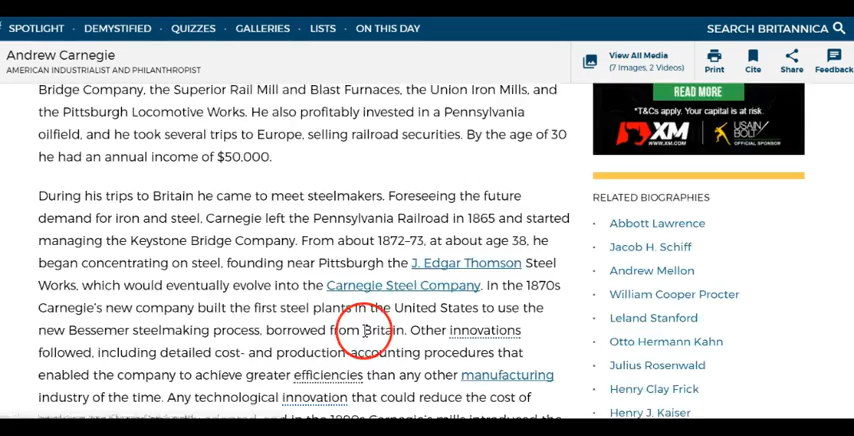 SPOTLIGHT DEMYSTIFIED QUIZZES GALLERIES LISTS ON THIS DAY SEARCH BRITANNICA
Andrew Carnegie
AMERICAN INDUSTRIALIST AND PHILANTHROPIST
View All Media
(7 Images, 2 Videos)
Print
Cite
Share
Feedback
Bridge Company, the Superior Rail Mill and Blast Furnaces, the Union Iron Mills, and
the Pittsburgh Locomotive Works. He also profitably invested in a Pennsylvania
oilfield, and he took several trips to Europe, selling railroad securities. By the age of 30
he had an annual income of $50,000.
During his trips to Britain he came to meet steelmakers. Foreseeing the future
demand for iron and steel, Carnegie left the Pennsylvania Railroad in 1865 and started
managing the Keystone Bridge Company. From about 1872–73, at about age 38, he
began concentrating on steel, founding near Pittsburgh the J. Edgar Thomson Steel
Works, which would eventually evolve into the Carnegie Steel Company. In the 1870s
Carnegie's new company built the first steel plants in the United States to use the
new Bessemer steelmaking process, borrowed from Britain. Other innovations
followed, including detailed cost- and production-accounting procedures that
enabled the company to achieve greater efficiencies than any other manufacturing
industry of the time. Any technological innovation that could reduce the cost of
in the 1890s Carnegie's mills introduced the
READ MORE
*T&Cs apply. Your capital is at risk.
XM
WWW.XM.COM
USAIN
BOLT
OFFICIAL SPONSOR
RELATED BIOGRAPHIES
Abbott Lawrence
Jacob H. Schiff
Andrew Mellon
William Cooper Procter
Leland Stanford
Otto Hermann Kahn
Julius Rosenwald
Henry Clay Frick
Henry J. Kaiser